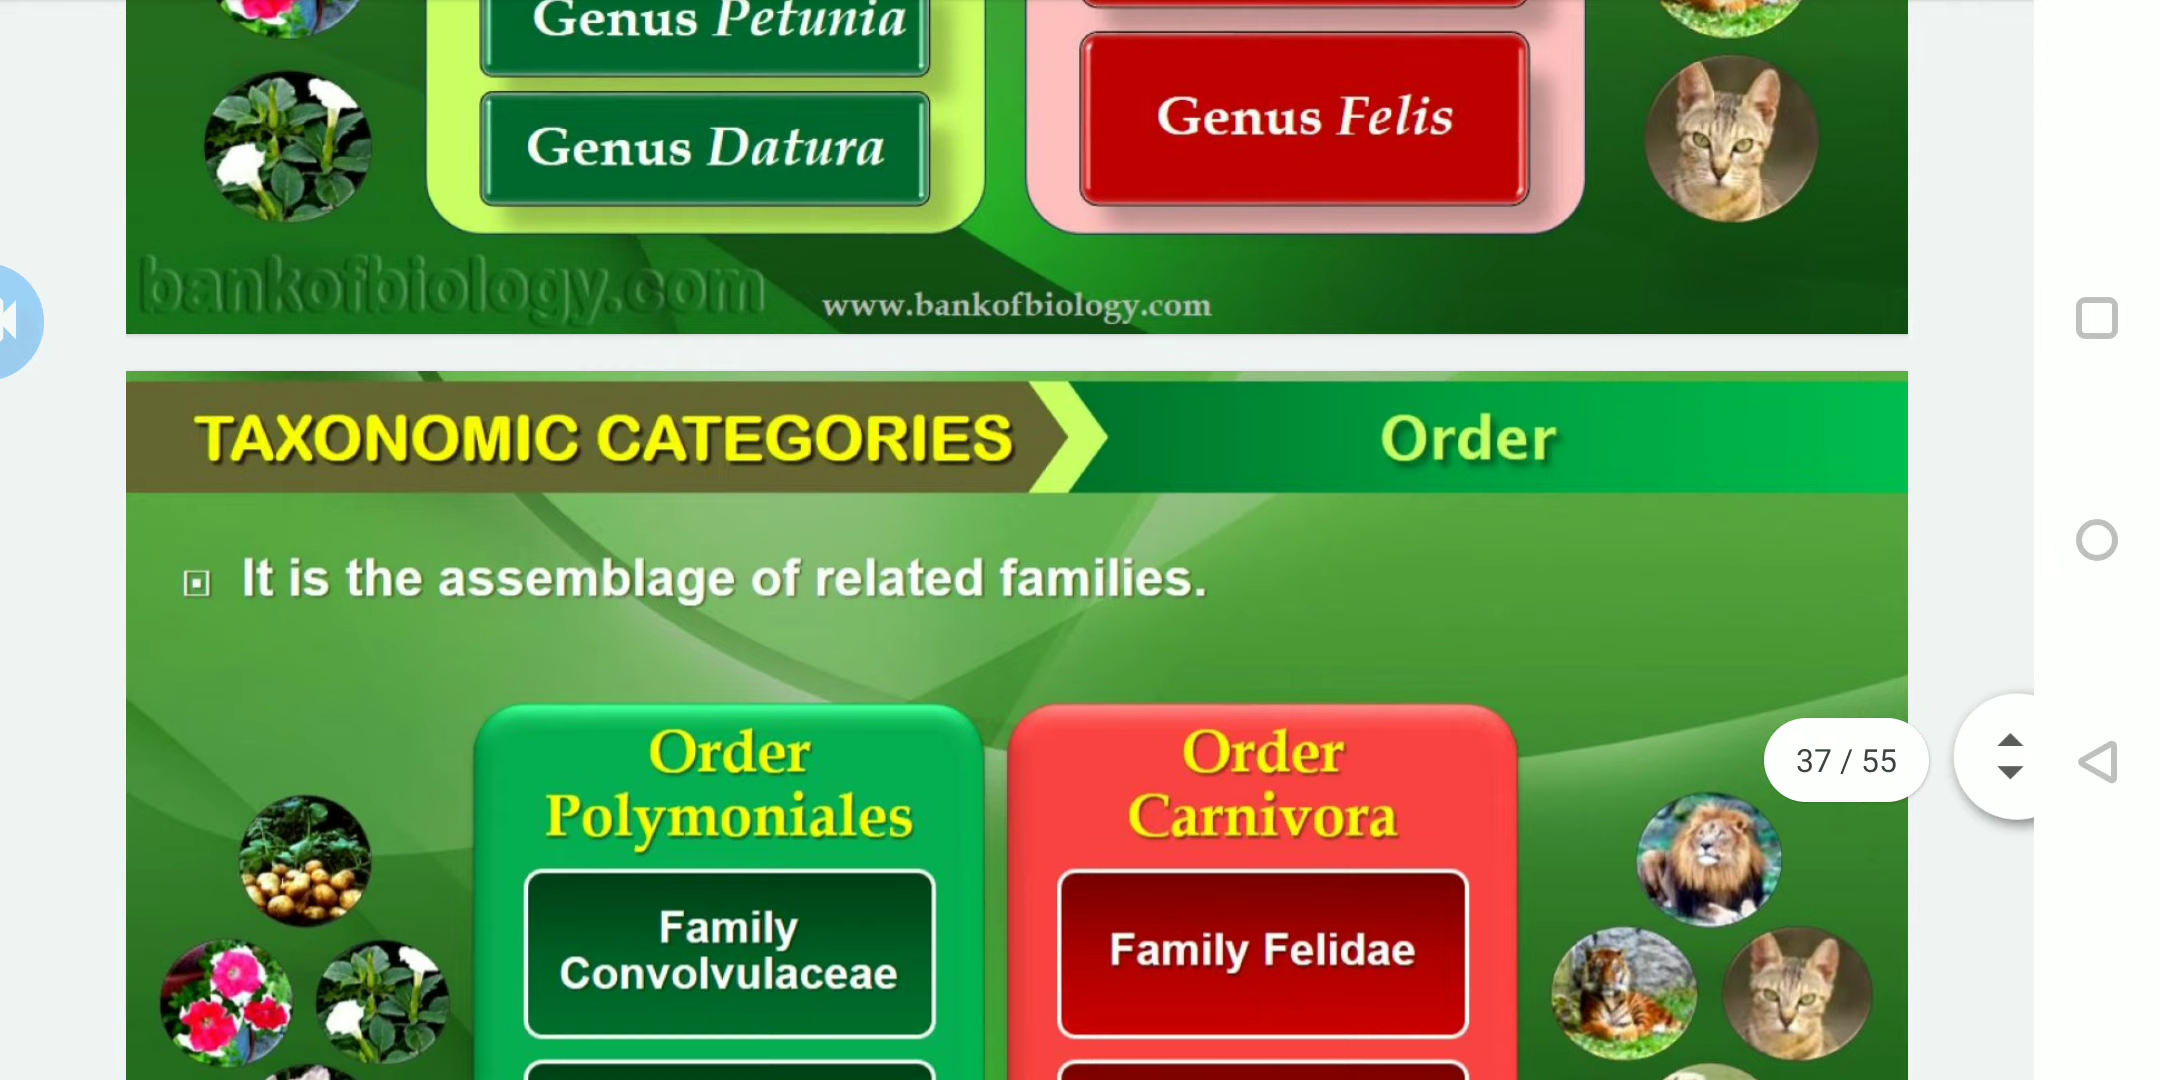 Genus Petunia
Genus Datura
Genus Felis
bankofbiology.com
www.bankofbiology.com
TAXONOMIC CATEGORIES
Order
It is the assemblage of related families.
Order
Polymoniales
Family
Convolvulaceae
Order
Carnivora
Family Felidae
37 / 55